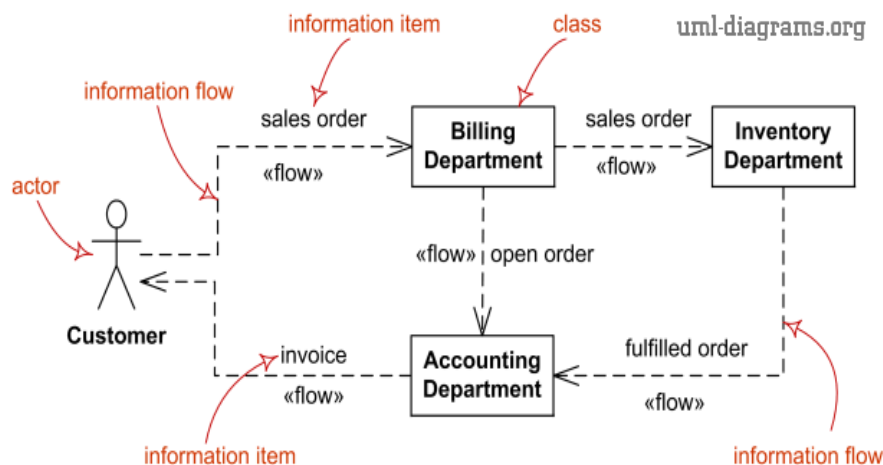 information item
class
uml-diagrams.org
information flow
sales order
Billing
Department
sales order
Inventory
Department
«flow»
«flow»
actor
«flow»
open order
Customer
invoice
Accounting
Department
fulfilled order
«flow»
«flow»
information item
information flow